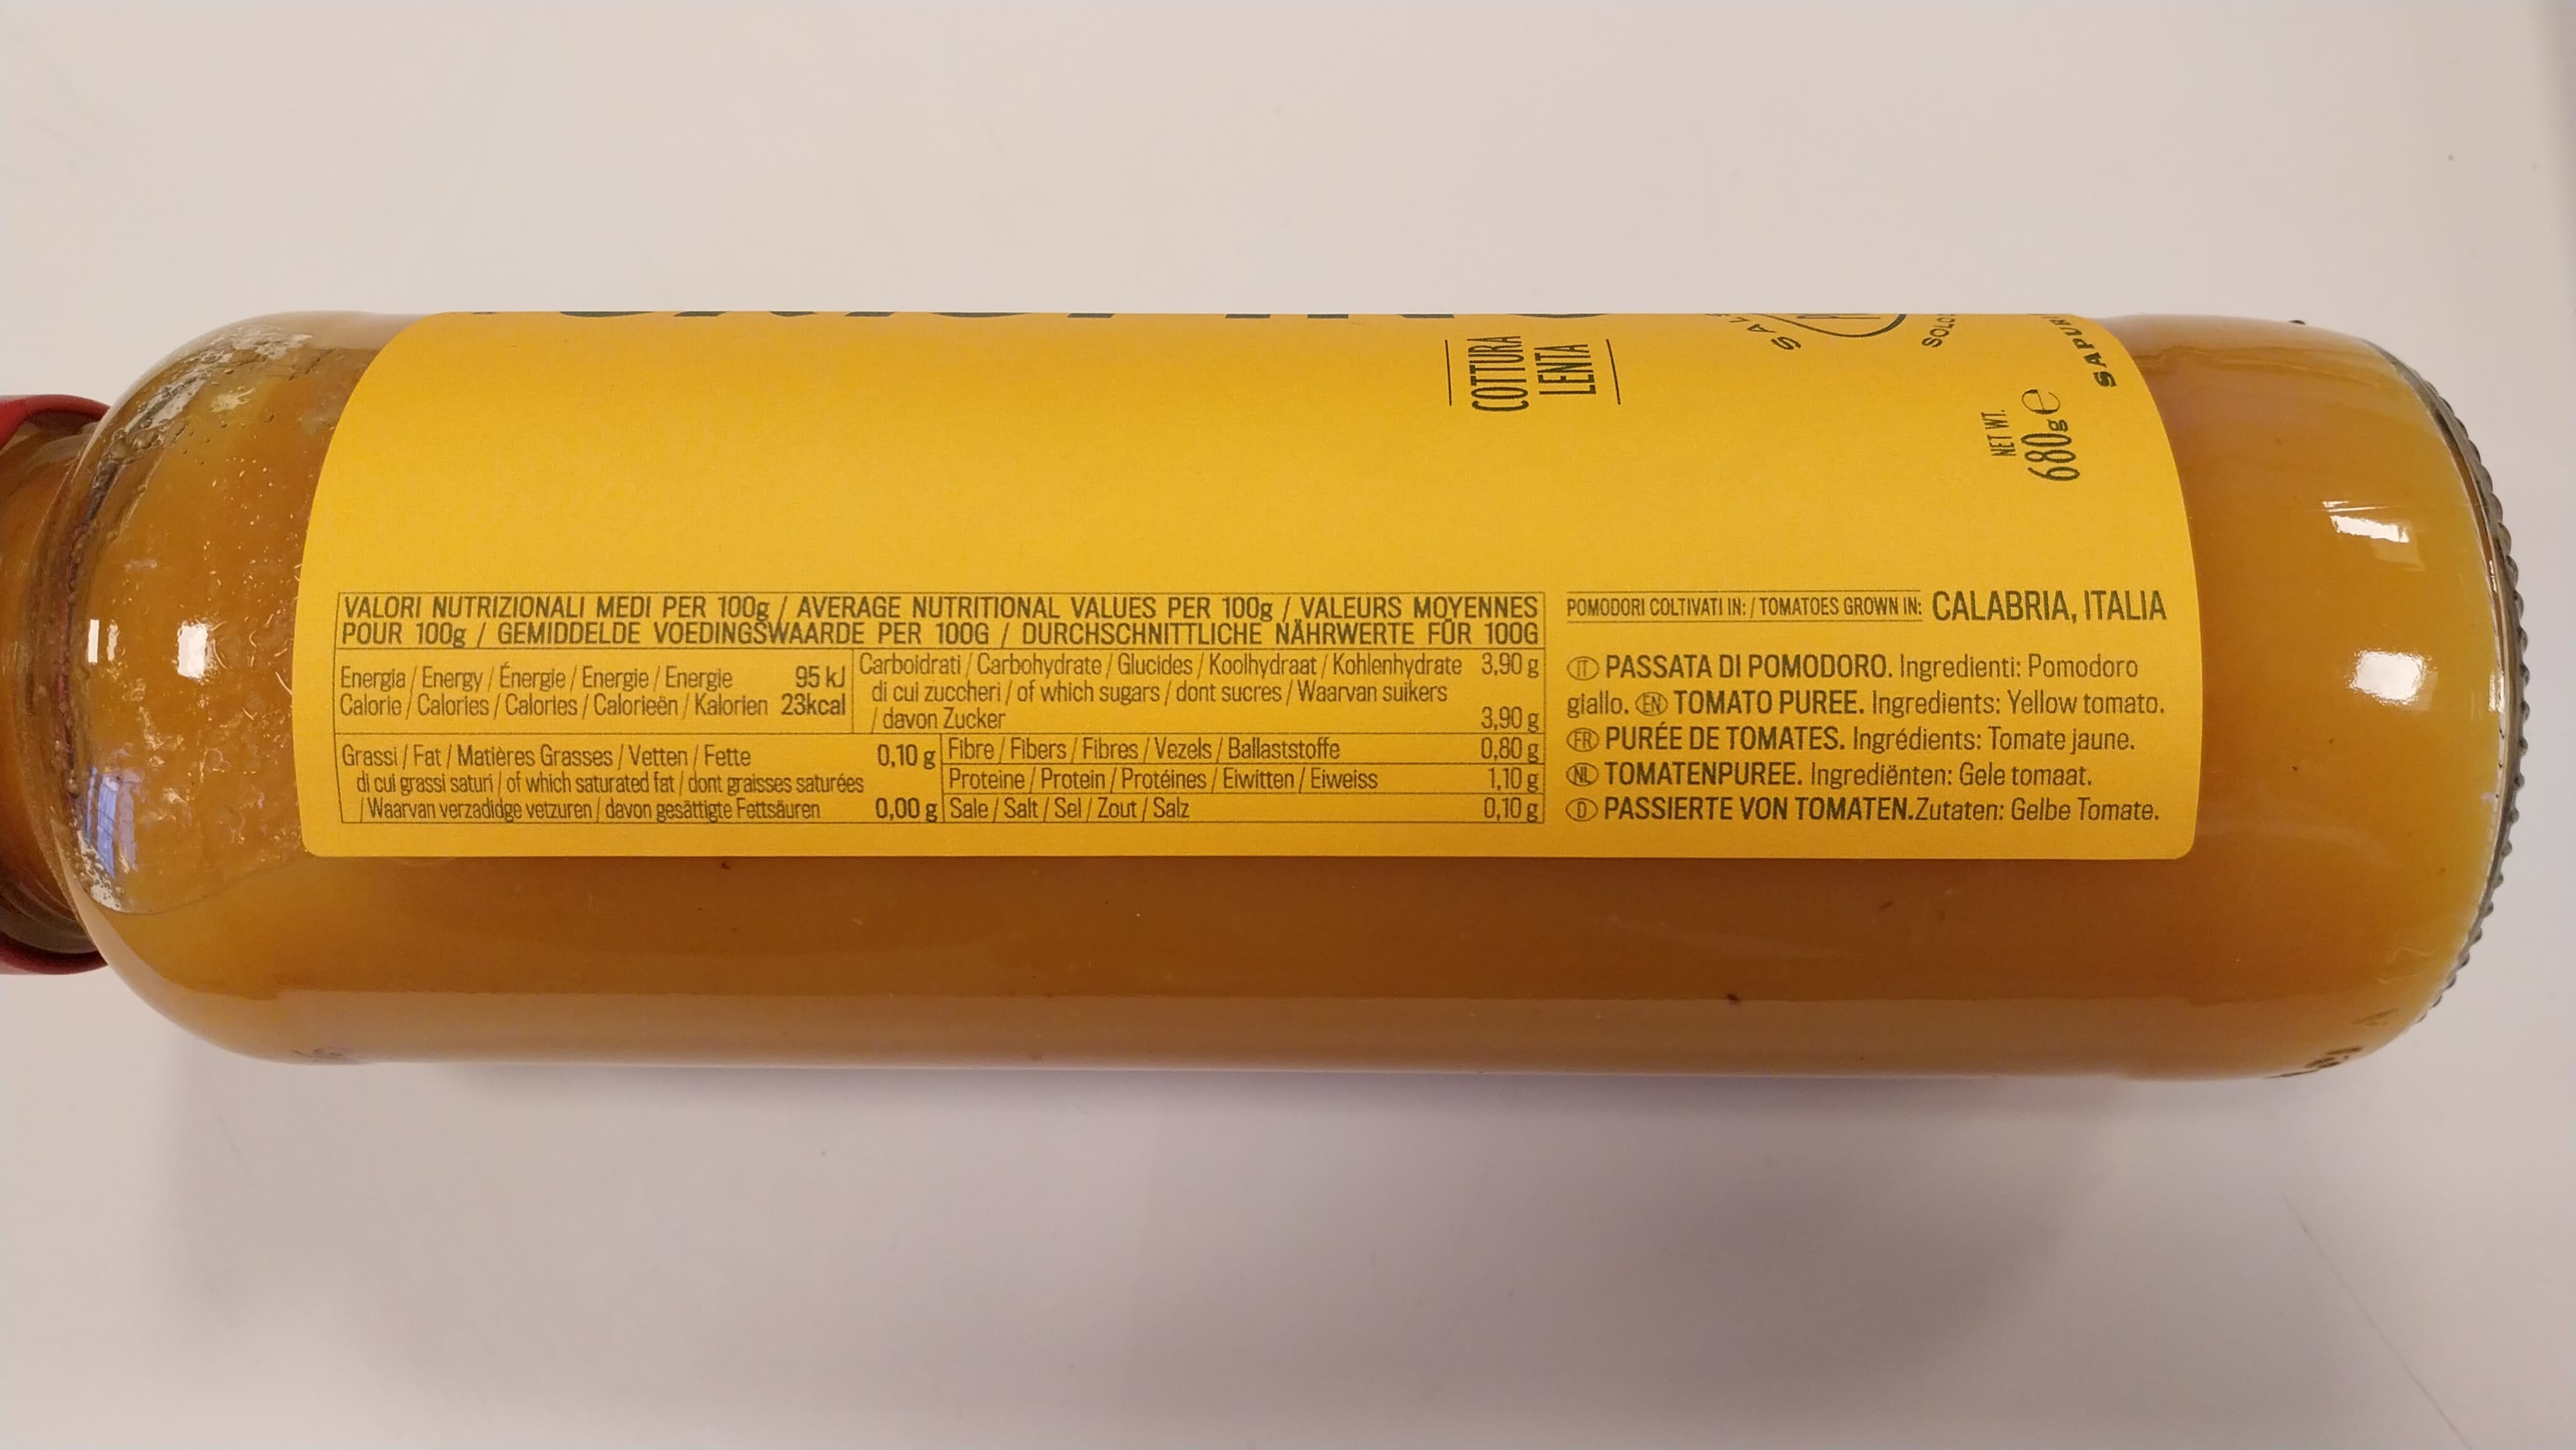 COTTURA
LENTA
NET WT.
680g e
VALORI NUTRIZIONALI MEDI PER 100g / AVERAGE NUTRITIONAL VALUES PER 100g / VALEURS MOYENNES
POUR 100g / GEMIDDELDE VOEDINGSWAARDE PER 100G / DURCHSCHNITTLICHE NÄHRWERTE FÜR 100G
Energia / Energy / Énergie / Energie / Energie 95 kJ
Calorie / Calories / Calories / Calorieën / Kalorien 23kcal
Carboidrati / Carbohydrate / Glucides / Koolhydraat / Kohlenhydrate 3,90 g
di cui zuccheri / of which sugars / dont sucres / Waarvan suikers
/ davon Zucker 3,90 g
Grassi / Fat / Matières Grasses / Vetten / Fette 0,10 g
di cui grassi saturi / of which saturated fat / dont graisses saturées
/ Waarvan verzadidge vetzuren / davon gesättigte Fettsäuren 0,00 g
Fibre / Fibers / Fibres / Vezels / Ballaststoffe 0,80 g
Proteine / Protein / Protéines / Eiwitten / Eiweiss 1,10 g
Sale / Salt / Sel / Zout / Salz 0,10 g
POMODORI COLTIVATI IN: / TOMATOES GROWN IN: CALABRIA, ITALIA
IT PASSATA DI POMODORO. Ingredienti: Pomodoro
giallo. EN TOMATO PUREE. Ingredients: Yellow tomato.
FR PURÉE DE TOMATES. Ingrédients: Tomate jaune.
NL TOMATENPUREE. Ingrediënten: Gele tomaat.
D PASSIERTE VON TOMATEN.Zutaten: Gelbe Tomate.